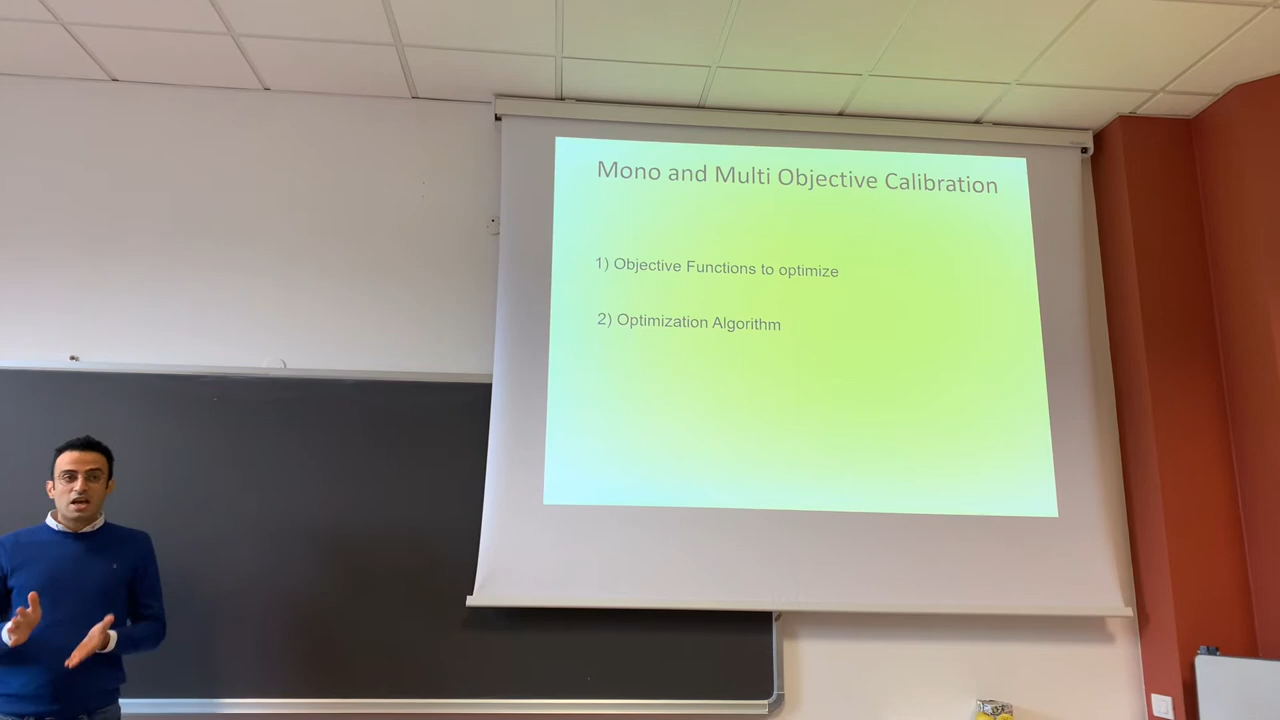 Mono and Multi Objective Calibration
1) Objective Functions to optimize
2) Optimization Algorithm